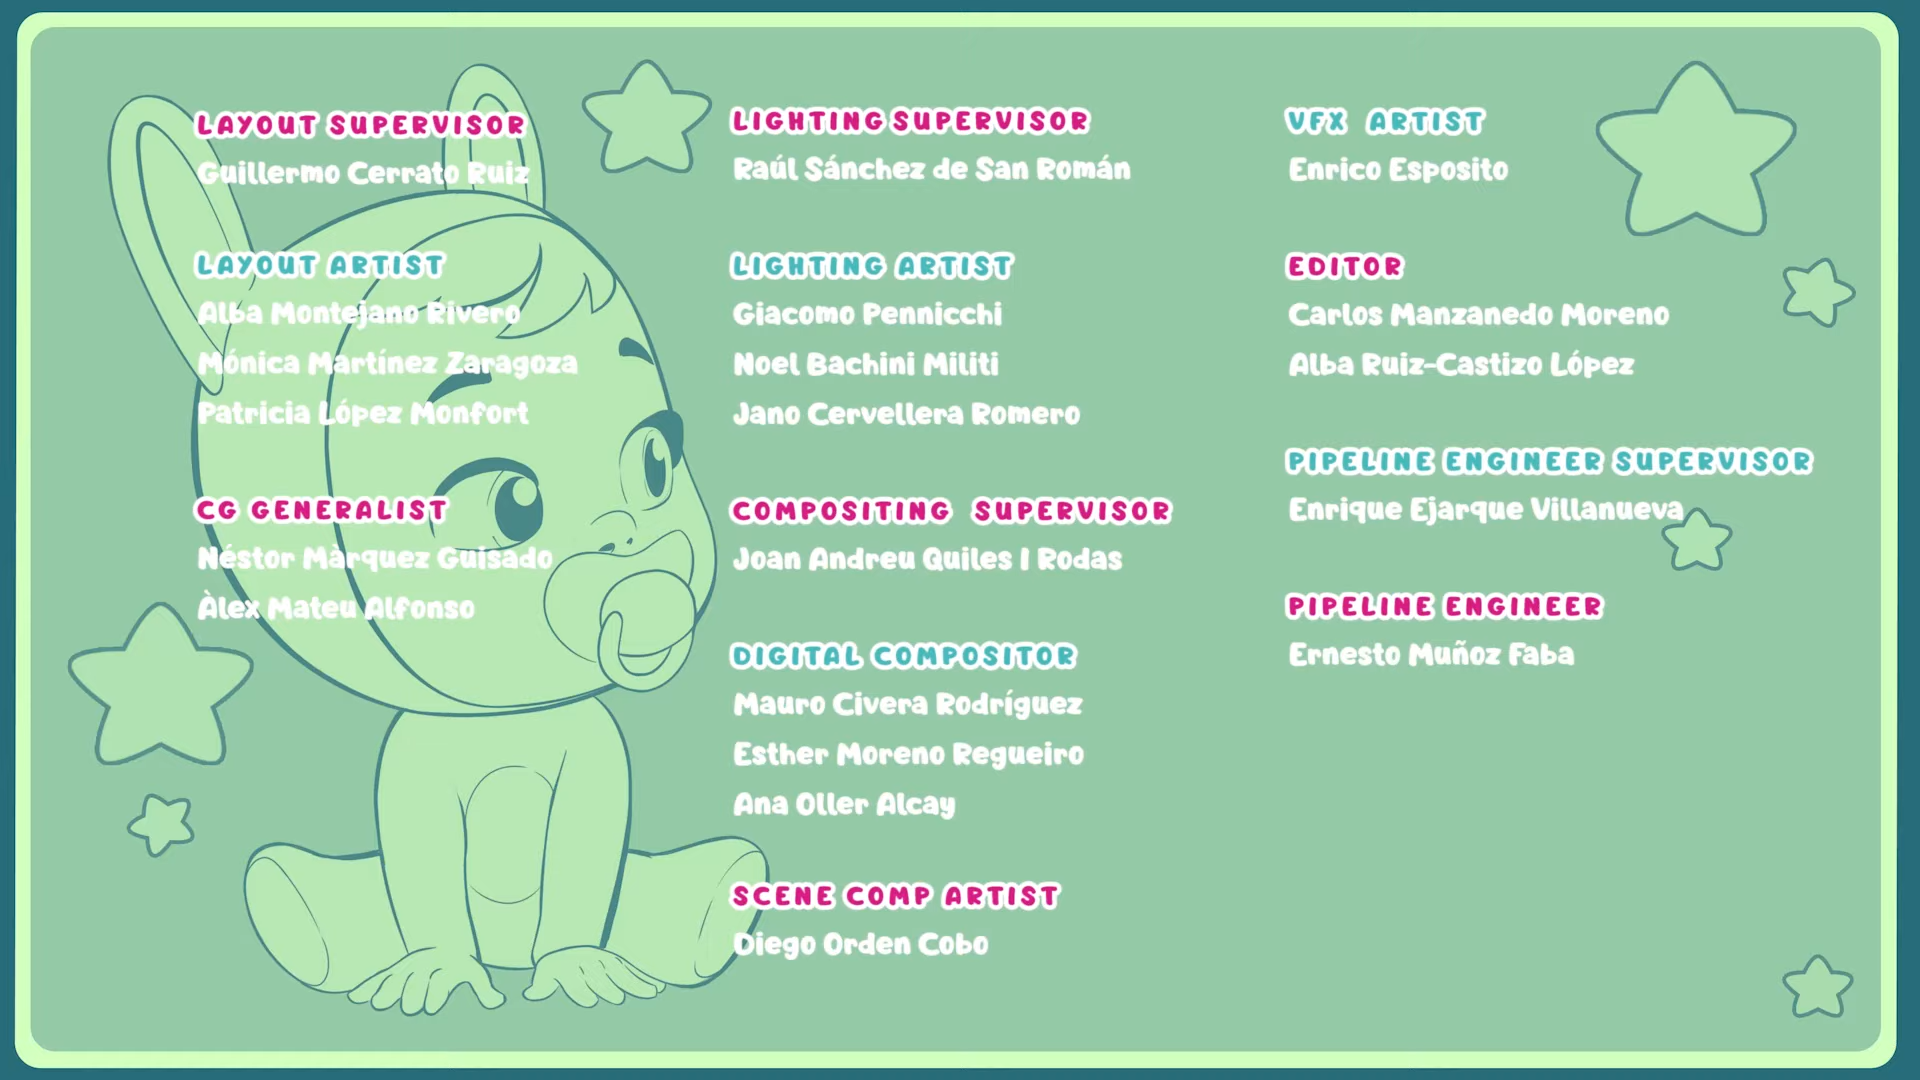 LAYOUT SUPERVISOR
Guillermo Cerrato Ruiz
LAYOUT ARTIST
Alba Montejano Rivero
Mónica Martínez Zaragoza
Patricia López Monfort
CG GENERALIST
Néstor Màrquez Guisado
Àlex Mateu Alfonso
LIGHTING SUPERVISOR
Raúl Sánchez de San Román
LIGHTING ARTIST
Giacomo Pennicchi
Noel Bachini Militi
Jano Cervellera Romero
COMPOSITING SUPERVISOR
Joan Andreu Quiles I Rodas
DIGITAL COMPOSITOR
Mauro Civera Rodríguez
Esther Moreno Regueiro
Ana Oller Alcay
SCENE COMP ARTIST
Diego Orden Cobo
VFX ARTIST
Enrico Esposito
EDITOR
Carlos Manzanedo Moreno
Alba Ruiz-Castizo López
PIPELINE ENGINEER SUPERVISOR
Enrique Ejarque Villanueva
PIPELINE ENGINEER
Ernesto Muñoz Faba